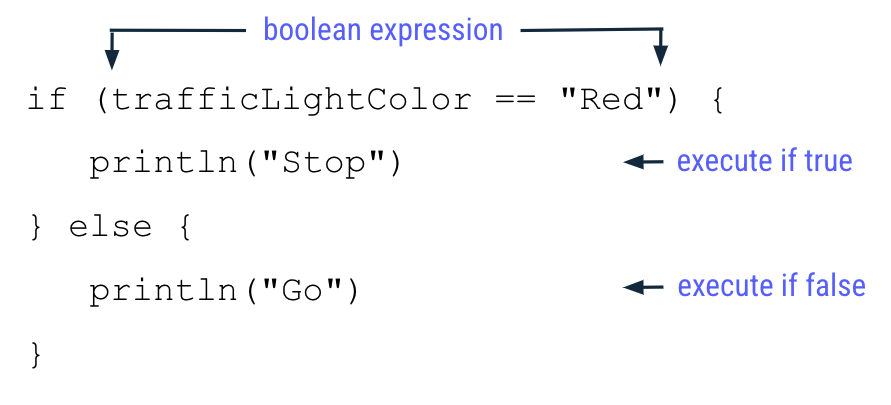 boolean expression
if (trafficLightColor == "Red") {
println("Stop")
execute if true
} else {
println("Go")
execute if false
}